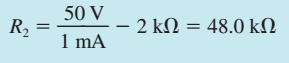 R₂ = 50 V / 1 mA − 2 kΩ = 48.0 kΩ